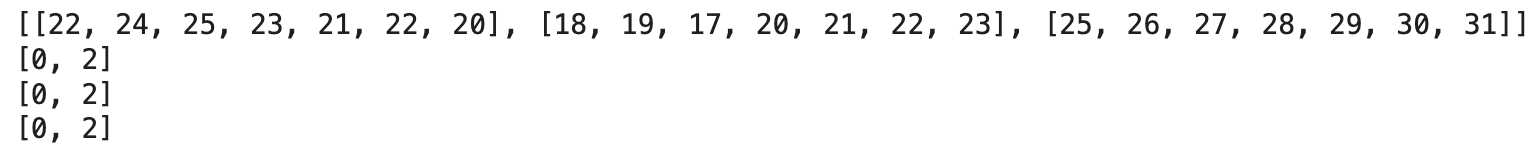 [[22, 24, 25, 23, 21, 22, 20], [18, 19, 17, 20, 21, 22, 23], [25, 26, 27, 28, 29, 30, 31]]
[0, 2]
[0, 2]
[0, 2]